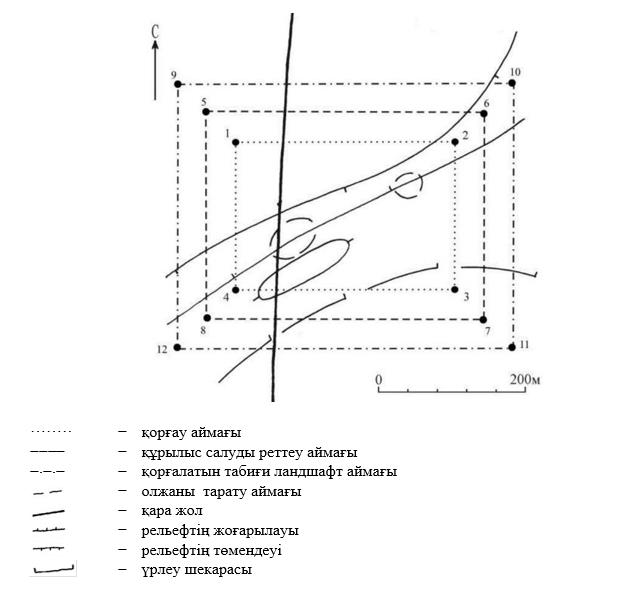 С
9
10
5
6
1
2
4
3
8
7
12
11
0 200м
........ – қорғау аймағы
–––– – құрылыс салуды реттеу аймағы
–·–·– – қорғалатын табиғи ландшафт аймағы
– олжаны тарату аймағы
– қара жол
– рельефтің жоғарылауы
– рельефтің төмендеуі
– үрлеу шекарасы